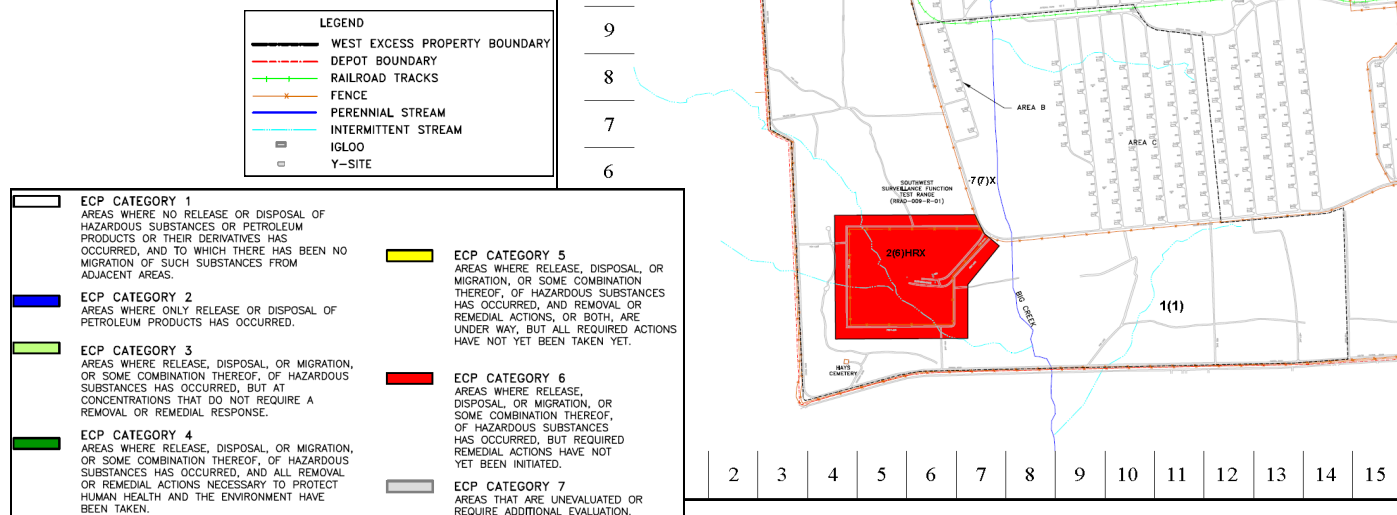 LEGEND
WEST EXCESS PROPERTY BOUNDARY
DEPOT BOUNDARY
RAILROAD TRACKS
FENCE
PERENNIAL STREAM
INTERMITTENT STREAM
IGLOO
Y-SITE
ECP CATEGORY 1
AREAS WHERE NO RELEASE OR DISPOSAL OF
HAZARDOUS SUBSTANCES OR PETROLEUM
PRODUCTS OR THEIR DERIVATIVES HAS
OCCURRED, AND TO WHICH THERE HAS BEEN NO
MIGRATION OF SUCH SUBSTANCES FROM
ADJACENT AREAS.
ECP CATEGORY 2
AREAS WHERE ONLY RELEASE OR DISPOSAL OF
PETROLEUM PRODUCTS HAS OCCURRED.
ECP CATEGORY 3
AREAS WHERE RELEASE, DISPOSAL, OR MIGRATION,
OR SOME COMBINATION THEREOF, OF HAZARDOUS
SUBSTANCES HAS OCCURRED, BUT AT
CONCENTRATIONS THAT DO NOT REQUIRE A
REMOVAL OR REMEDIAL RESPONSE.
ECP CATEGORY 4
AREAS WHERE RELEASE, DISPOSAL, OR MIGRATION,
OR SOME COMBINATION THEREOF, OF HAZARDOUS
SUBSTANCES HAS OCCURRED, AND ALL REMOVAL
OR REMEDIAL ACTIONS NECESSARY TO PROTECT
HUMAN HEALTH AND THE ENVIRONMENT HAVE
BEEN TAKEN.
ECP CATEGORY 5
AREAS WHERE RELEASE, DISPOSAL, OR
MIGRATION, OR SOME COMBINATION
THEREOF, OF HAZARDOUS SUBSTANCES
HAS OCCURRED, AND REMOVAL OR
REMEDIAL ACTIONS, OR BOTH, ARE
UNDER WAY, BUT ALL REQUIRED ACTIONS
HAVE NOT YET BEEN TAKEN YET.
ECP CATEGORY 6
AREAS WHERE RELEASE,
DISPOSAL, OR MIGRATION, OR
SOME COMBINATION THEREOF,
OF HAZARDOUS SUBSTANCES
HAS OCCURRED, BUT REQUIRED
REMEDIAL ACTIONS HAVE NOT
YET BEEN INITIATED.
ECP CATEGORY 7
AREAS THAT ARE UNEVALUATED OR
REQUIRE ADDITIONAL EVALUATION.
9
8
7
6
AREA B
AREA C
7(7)X
SOUTHWEST
SURVEILLANCE FUNCTION
TEST RANGE
(RRAD-009-R-01)
2(6)HRX
BIG CREEK
1(1)
HAYS
CEMETERY
2
3
4
5
6
7
8
9
10
11
12
13
14
15